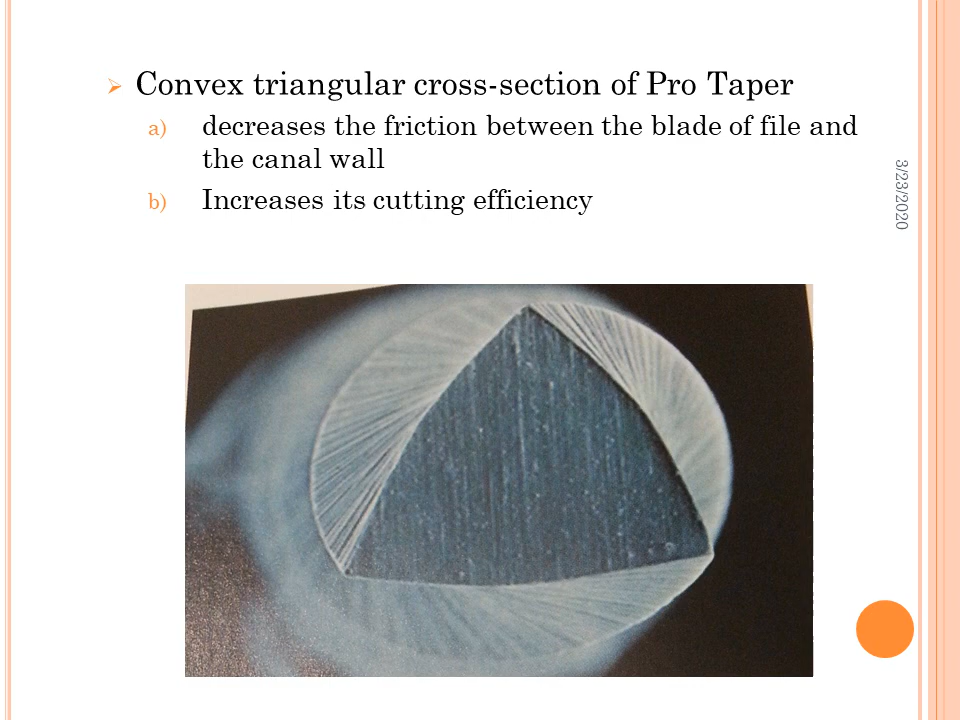 Convex triangular cross-section of Pro Taper
a) decreases the friction between the blade of file and
the canal wall
b) Increases its cutting efficiency
3/23/2020